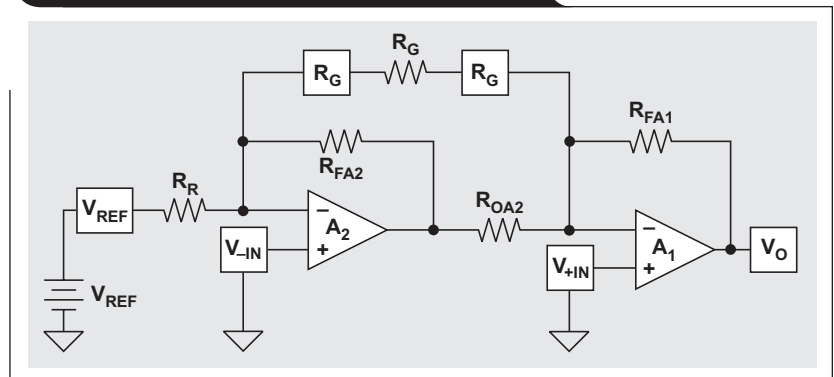 R_G
R_G R_G
R_FA1
R_FA2
R_R
R_OA2
V_REF
− A_2 +
V_–IN
− A_1 +
V_+IN
V_O
V_REF